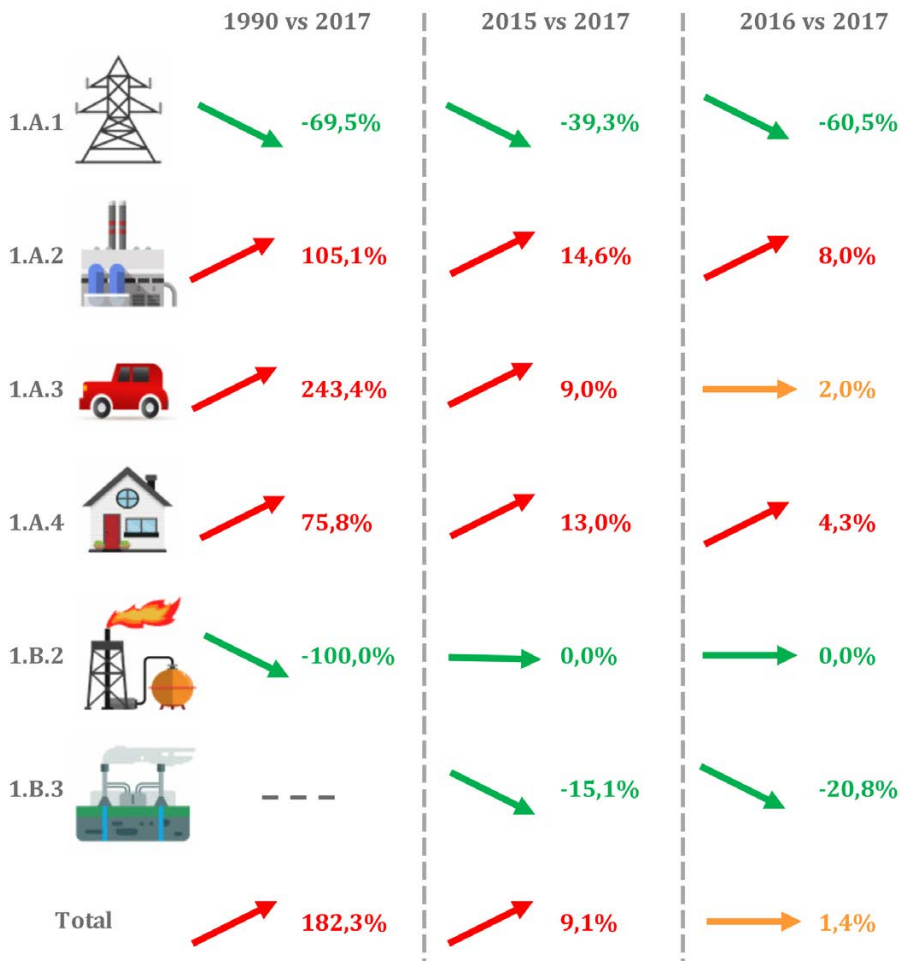 1990 vs 2017 2015 vs 2017 2016 vs 2017
1.A.1 -69,5% -39,3% -60,5%
1.A.2 105,1% 14,6% 8,0%
1.A.3 243,4% 9,0% 2,0%
1.A.4 75,8% 13,0% 4,3%
1.B.2 -100,0% 0,0% 0,0%
1.B.3 --- -15,1% -20,8%
Total 182,3% 9,1% 1,4%